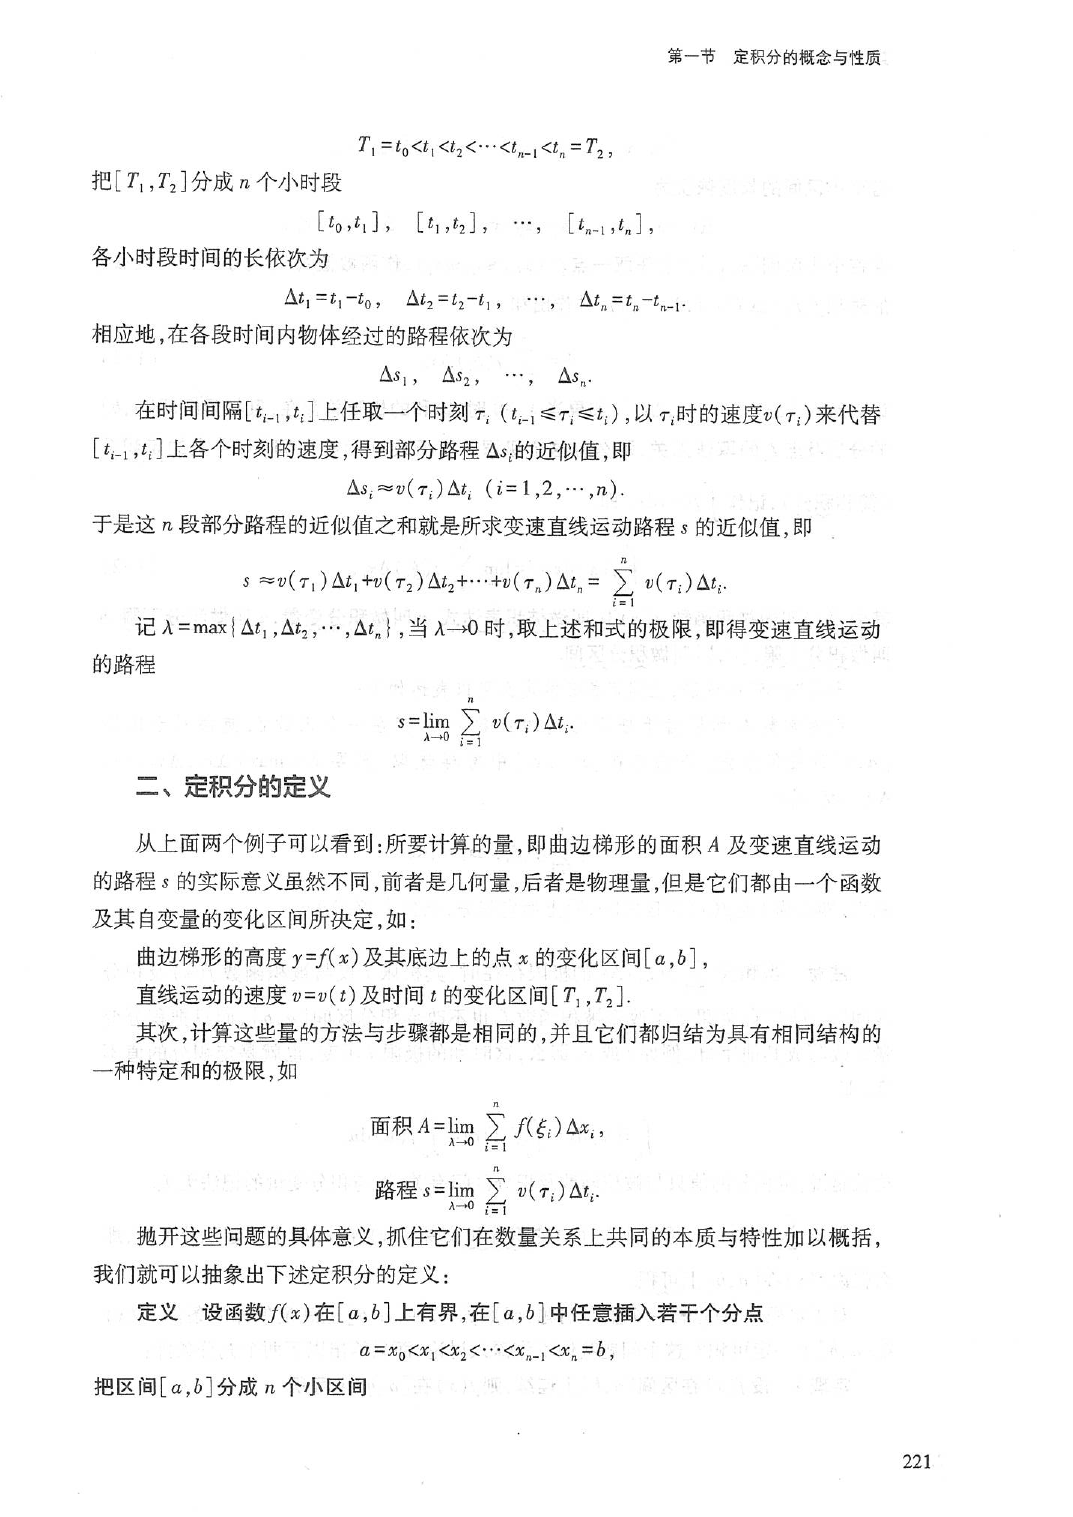 第一节 定积分的概念与性质
T₁=t₀<t₁<t₂<⋯<tₙ₋₁<tₙ=T₂,
把[T₁,T₂]分成 n 个小时段
[t₀,t₁], [t₁,t₂], ⋯, [tₙ₋₁,tₙ],
各小时段时间的长依次为
Δt₁=t₁-t₀, Δt₂=t₂-t₁, ⋯, Δtₙ=tₙ-tₙ₋₁.
相应地,在各段时间内物体经过的路程依次为
Δs₁, Δs₂, ⋯, Δsₙ.
在时间间隔[tᵢ₋₁,tᵢ]上任取一个时刻 τᵢ (tᵢ₋₁≤τᵢ≤tᵢ),以 τᵢ时的速度v(τᵢ)来代替
[tᵢ₋₁,tᵢ]上各个时刻的速度,得到部分路程 Δsᵢ的近似值,即
Δsᵢ≈v(τᵢ)Δtᵢ (i=1,2,⋯,n).
于是这 n 段部分路程的近似值之和就是所求变速直线运动路程 s 的近似值,即
s≈v(τ₁)Δt₁+v(τ₂)Δt₂+⋯+v(τₙ)Δtₙ= ∑ⁿᵢ₌₁ v(τᵢ)Δtᵢ.
记 λ=max{Δt₁,Δt₂,⋯,Δtₙ},当 λ→0 时,取上述和式的极限,即得变速直线运动
的路程
s=lim_{λ→0} ∑ⁿᵢ₌₁ v(τᵢ)Δtᵢ.
二、定积分的定义
从上面两个例子可以看到:所要计算的量,即曲边梯形的面积 A 及变速直线运动
的路程 s 的实际意义虽然不同,前者是几何量,后者是物理量,但是它们都由一个函数
及其自变量的变化区间所决定,如:
曲边梯形的高度 y=f(x)及其底边上的点 x 的变化区间[a,b],
直线运动的速度 v=v(t)及时间 t 的变化区间[T₁,T₂].
其次,计算这些量的方法与步骤都是相同的,并且它们都归结为具有相同结构的
一种特定和的极限,如
面积 A=lim_{λ→0} ∑ⁿᵢ₌₁ f(ξᵢ)Δxᵢ,
路程 s=lim_{λ→0} ∑ⁿᵢ₌₁ v(τᵢ)Δtᵢ.
抛开这些问题的具体意义,抓住它们在数量关系上共同的本质与特性加以概括,
我们就可以抽象出下述定积分的定义:
定义 设函数f(x)在[a,b]上有界,在[a,b]中任意插入若干个分点
a=x₀<x₁<x₂<⋯<xₙ₋₁<xₙ=b,
把区间[a,b]分成 n 个小区间
221